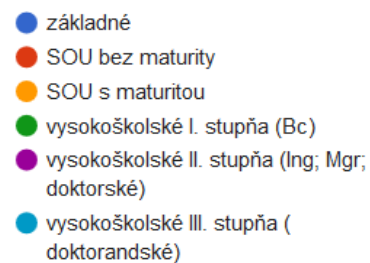 základné
SOU bez maturity
SOU s maturitou
vysokoškolské I. stupňa (Bc)
vysokoškolské II. stupňa (Ing; Mgr;
doktorské)
vysokoškolské III. stupňa (
doktorandské)